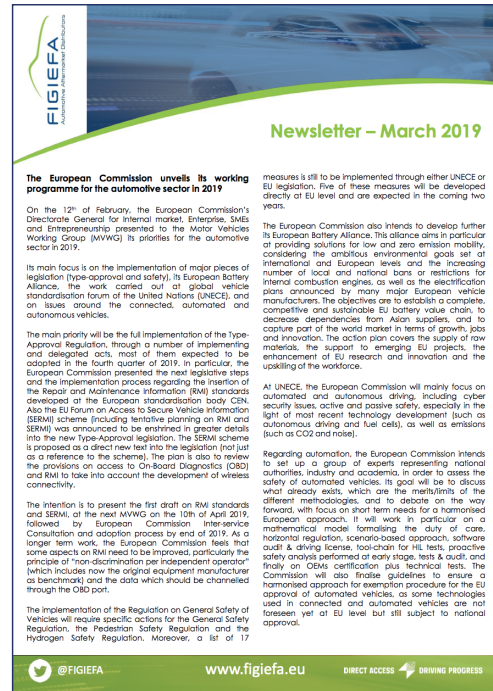 FIGIEFA
Automotive Aftermarket Distributors
Newsletter – March 2019
The European Commission unveils its working
programme for the automotive sector in 2019
On the 12th of February, the European Commission's
Directorate General for Internal market, Enterprise, SMEs
and Entrepreneurship presented to the Motor Vehicles
Working Group (MVWG) its priorities for the automotive
sector in 2019.
Its main focus is on the implementation of major pieces of
legislation (type-approval and safety), its European Battery
Alliance, the work carried out at global vehicle
standardisation forum of the United Nations (UNECE), and
on issues around the connected, automated and
autonomous vehicles.
The main priority will be the full implementation of the Type-
Approval Regulation, through a number of implementing
and delegated acts, most of them expected to be
adopted in the fourth quarter of 2019. In particular, the
European Commission presented the next legislative steps
and the implementation process regarding the insertion of
the Repair and Maintenance Information (RMI) standards
developed at the European standardisation body CEN.
Also the EU Forum on Access to Secure Vehicle Information
(SERMI) scheme (including tentative planning on RMI and
SERMI) was announced to be enshrined in greater details
into the new Type-Approval legislation. The SERMI scheme
is proposed as a direct new text into the legislation (not just
as a reference to the scheme). The plan is also to review
the provisions on access to On-Board Diagnostics (OBD)
and RMI to take into account the development of wireless
connectivity.
The intention is to present the first draft on RMI standards
and SERMI, at the next MVWG on the 10th of April 2019,
followed by European Commission Inter-service
Consultation and adoption process by end of 2019. As a
longer term work, the European Commission feels that
some aspects on RMI need to be improved, particularly the
principle of "non-discrimination per independent operator"
(which includes now the original equipment manufacturer
as benchmark) and the data which should be channelled
through the OBD port.
The implementation of the Regulation on General Safety of
Vehicles will require specific actions for the General Safety
Regulation, the Pedestrian Safety Regulation and the
Hydrogen Safety Regulation. Moreover, a list of 17
measures is still to be implemented through either UNECE or
EU legislation. Five of these measures will be developed
directly at EU level and are expected in the coming two
years.
The European Commission also intends to develop further
its European Battery Alliance. This alliance aims in particular
at providing solutions for low and zero emission mobility,
considering the ambitious environmental goals set at
international and European levels and the increasing
number of local and national bans or restrictions for
internal combustion engines, as well as the electrification
plans announced by many major European vehicle
manufacturers. The objectives are to establish a complete,
competitive and sustainable EU battery value chain, to
decrease dependencies from Asian suppliers, and to
capture part of the world market in terms of growth, jobs
and innovation. The action plan covers the supply of raw
materials, the support to emerging EU projects, the
enhancement of EU research and innovation and the
upskilling of the workforce.
At UNECE, the European Commission will mainly focus on
automated and autonomous driving, including cyber
security issues, active and passive safety, especially in the
light of most recent technology development (such as
autonomous driving and fuel cells), as well as emissions
(such as CO2 and noise).
Regarding automation, the European Commission intends
to set up a group of experts representing national
authorities, industry and academia, in order to assess the
safety of automated vehicles. Its goal will be to discuss
what already exists, which are the merits/limits of the
different methodologies, and to debate on the way
forward, with focus on short term needs for a harmonised
European approach. It will work in particular on a
mathematical model formalising the duty of care,
horizontal regulation, scenario-based approach, software
audit & driving license, tool-chain for HIL tests, proactive
safety analysis performed at early stage, tests & audit, and
finally on OEMs certification plus technical tests. The
Commission will also finalise guidelines to ensure a
harmonised approach for exemption procedure for the EU
approval of automated vehicles, as some technologies
used in connected and automated vehicles are not
foreseen yet at EU level but still subject to national
approval.
@FIGIEFA
www.figiefa.eu
DIRECT ACCESS DRIVING PROGRESS